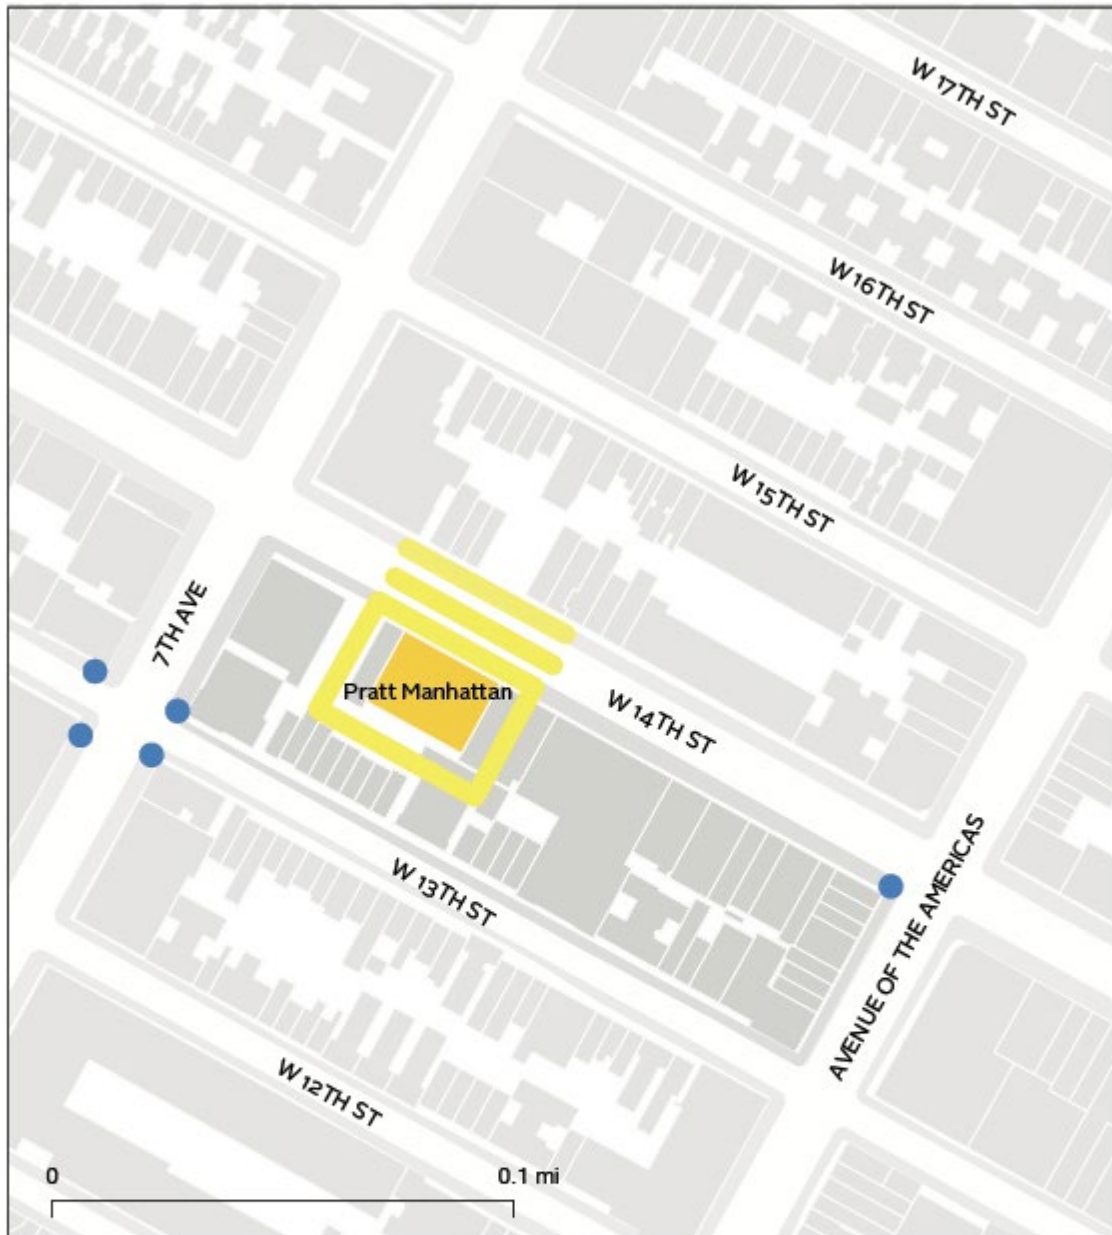 W 17TH ST
W 16TH ST
W 15TH ST
7TH AVE
Pratt Manhattan
W 14TH ST
W 13TH ST
AVENUE OF THE AMERICAS
W 12TH ST
0 0.1 mi